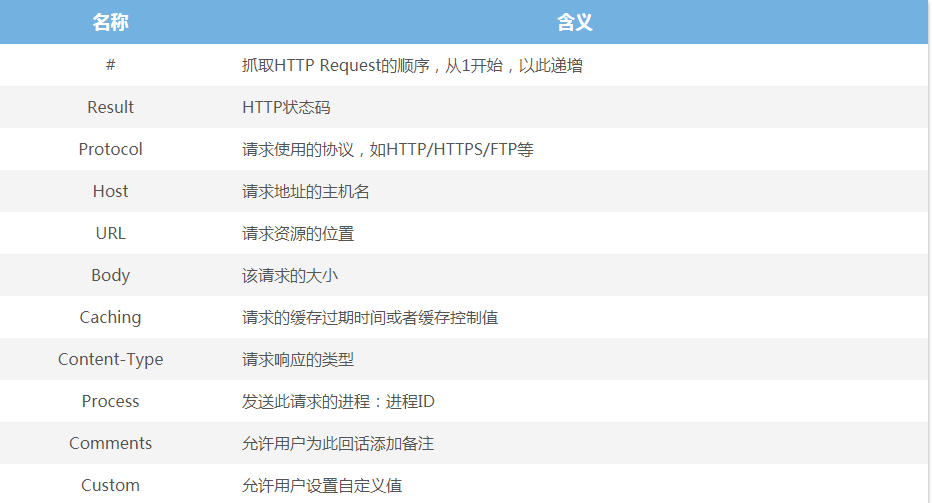 名称 含义
# 抓取HTTP Request的顺序，从1开始，以此递增
Result HTTP状态码
Protocol 请求使用的协议，如HTTP/HTTPS/FTP等
Host 请求地址的主机名
URL 请求资源的位置
Body 该请求的大小
Caching 请求的缓存过期时间或者缓存控制值
Content-Type 请求响应的类型
Process 发送此请求的进程：进程ID
Comments 允许用户为此回话添加备注
Custom 允许用户设置自定义值